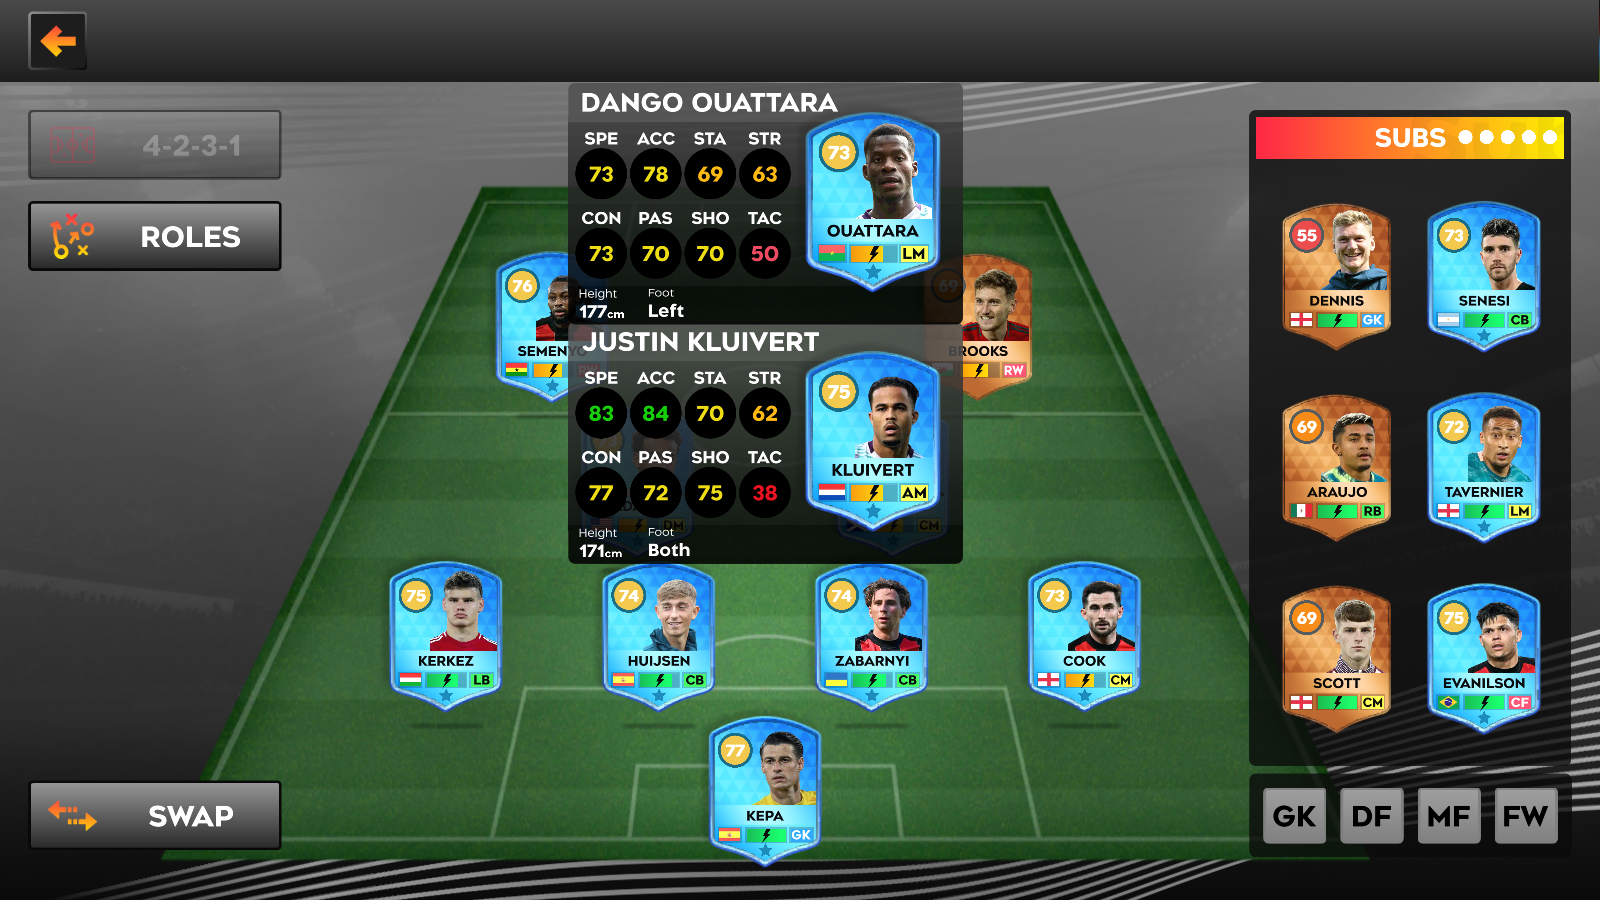 4-2-3-1
ROLES
SWAP
DANGO OUATTARA
SPE ACC STA STR
73 78 69 63
CON PAS SHO TAC
73 70 70 50
Height Foot
177cm Left
73
OUATTARA
LM
JUSTIN KLUIVERT
SPE ACC STA STR
83 84 70 62
CON PAS SHO TAC
77 72 75 38
Height Foot
171cm Both
75
KLUIVERT
AM
76
SEMENYO
RW
69
BROOKS
RW
DM
CM
75
KERKEZ
LB
74
HUIJSEN
CB
74
ZABARNYI
CB
73
COOK
CM
77
KEPA
GK
SUBS
55
DENNIS
GK
73
SENESI
CB
69
ARAUJO
RB
72
TAVERNIER
LM
69
SCOTT
CM
75
EVANILSON
CF
GK DF MF FW